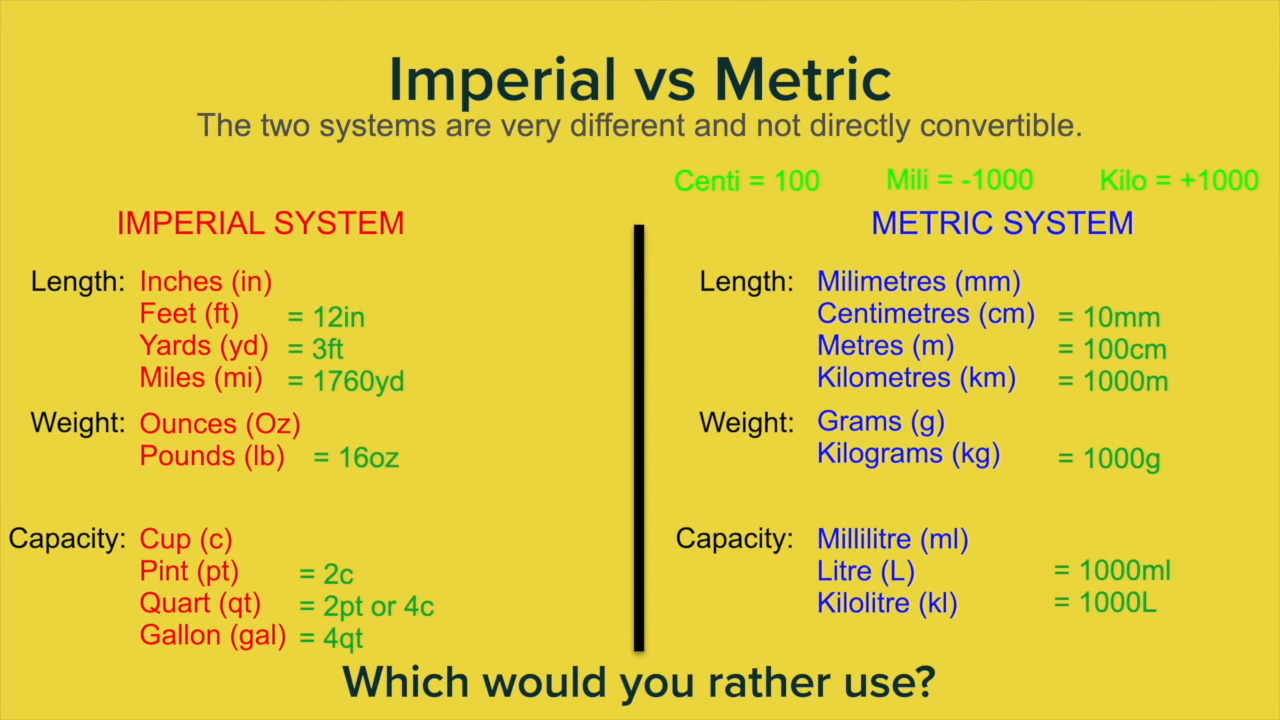 Imperial vs Metric
The two systems are very different and not directly convertible.
Centi = 100 Mili = -1000 Kilo = +1000
IMPERIAL SYSTEM
Length: Inches (in)
Feet (ft) = 12in
Yards (yd) = 3ft
Miles (mi) = 1760yd
Weight: Ounces (Oz)
Pounds (lb) = 16oz
Capacity: Cup (c)
Pint (pt) = 2c
Quart (qt) = 2pt or 4c
Gallon (gal) = 4qt
METRIC SYSTEM
Length: Milimetres (mm)
Centimetres (cm) = 10mm
Metres (m) = 100cm
Kilometres (km) = 1000m
Weight: Grams (g)
Kilograms (kg) = 1000g
Capacity: Millilitre (ml)
Litre (L) = 1000ml
Kilolitre (kl) = 1000L
Which would you rather use?